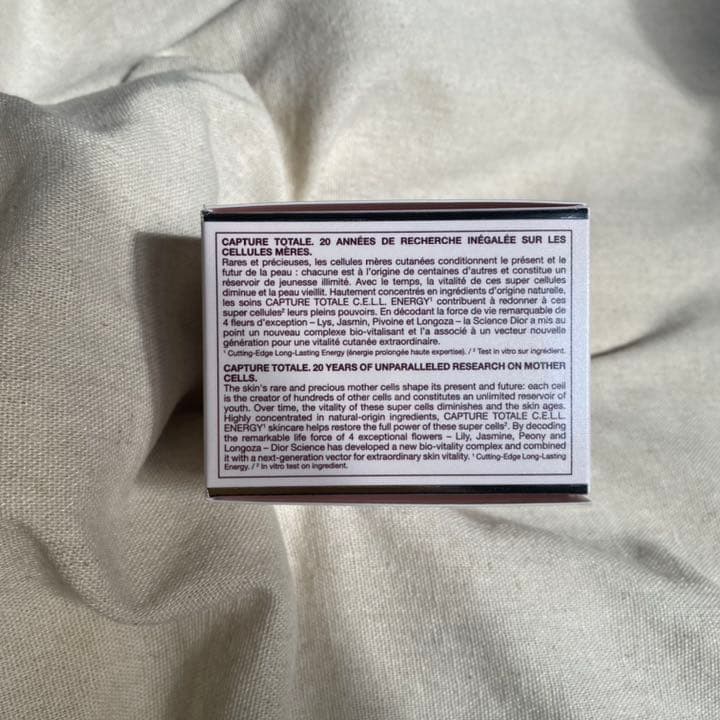 CAPTURE TOTALE. 20 ANNÉES DE RECHERCHE INÉGALÉE SUR LES
CELLULES MÈRES.
Rares et précieuses, les cellules mères cutanées conditionnent le présent et le
futur de la peau : chacune est à l'origine de centaines d'autres et constitue un
réservoir de jeunesse illimité. Avec le temps, la vitalité de ces super cellules
diminue et la peau vieillit. Hautement concentrés en ingrédients d'origine naturelle,
les soins CAPTURE TOTALE C.E.L.L. ENERGY¹ contribuent à redonner à ces
super cellules² leurs pleins pouvoirs. En décodant la force de vie remarquable de
4 fleurs d'exception – Lys, Jasmin, Pivoine et Longoza – la Science Dior a mis au
point un nouveau complexe bio-vitalisant et l'a associé à un vecteur nouvelle
génération pour une vitalité cutanée extraordinaire.
¹ Cutting-Edge Long-Lasting Energy (énergie prolongée haute expertise). / ² Test in vitro sur ingrédient.
CAPTURE TOTALE. 20 YEARS OF UNPARALLELED RESEARCH ON MOTHER
CELLS.
The skin's rare and precious mother cells shape its present and future: each cell
is the creator of hundreds of other cells and constitutes an unlimited reservoir of
youth. Over time, the vitality of these super cells diminishes and the skin ages.
Highly concentrated in natural-origin ingredients, CAPTURE TOTALE C.E.L.L.
ENERGY¹ skincare helps restore the full power of these super cells². By decoding
the remarkable life force of 4 exceptional flowers – Lily, Jasmine, Peony and
Longoza – Dior Science has developed a new bio-vitality complex and combined
it with a next-generation vector for extraordinary skin vitality. ¹ Cutting-Edge Long-Lasting
Energy. / ² In vitro test on ingredient.